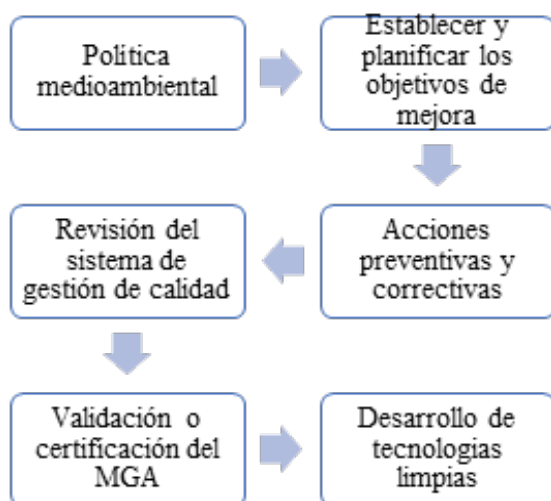 Política
medioambiental
Establecer y
planificar los
objetivos de
mejora
Acciones
preventivas y
correctivas
Revisión del
sistema de
gestión de calidad
Validación o
certificación del
MGA
Desarrollo de
tecnologias
limpias